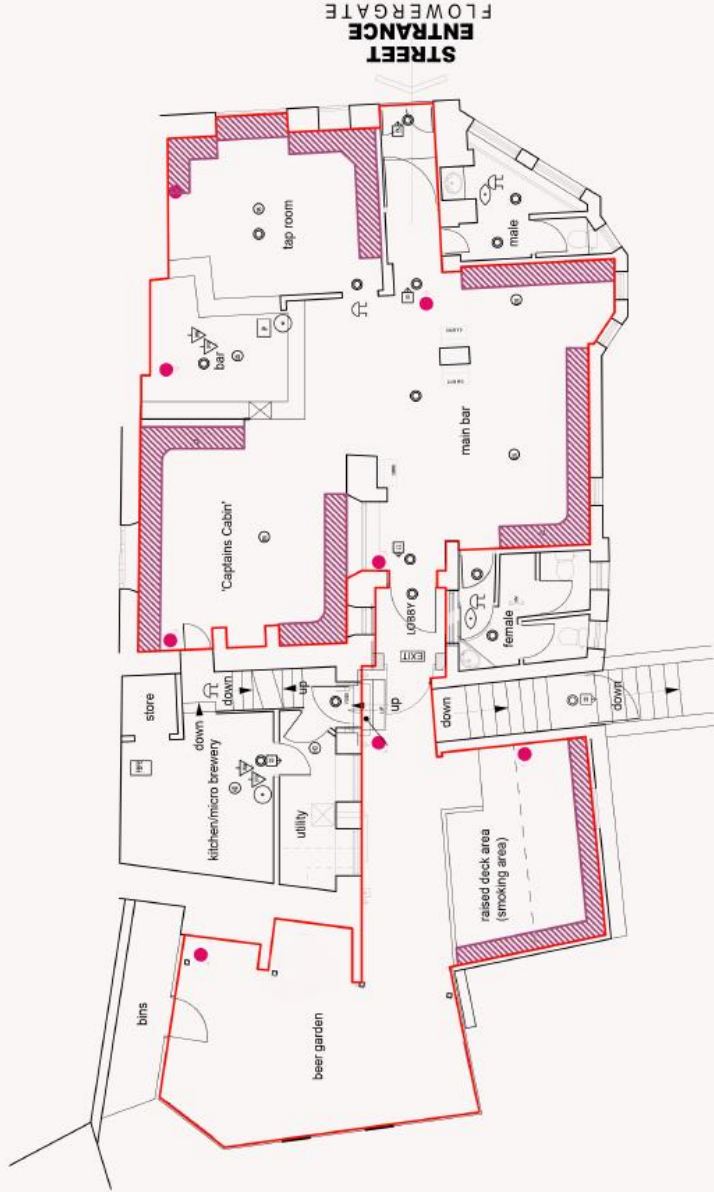 STREET
ENTRANCE
FLOWERGATE
tap room
bar
male
main bar
'Captains Cabin'
LOBBY
EXIT
female
store
down
up
down
kitchen/micro brewery
utility
up
down
down
raised deck area
(smoking area)
bins
beer garden